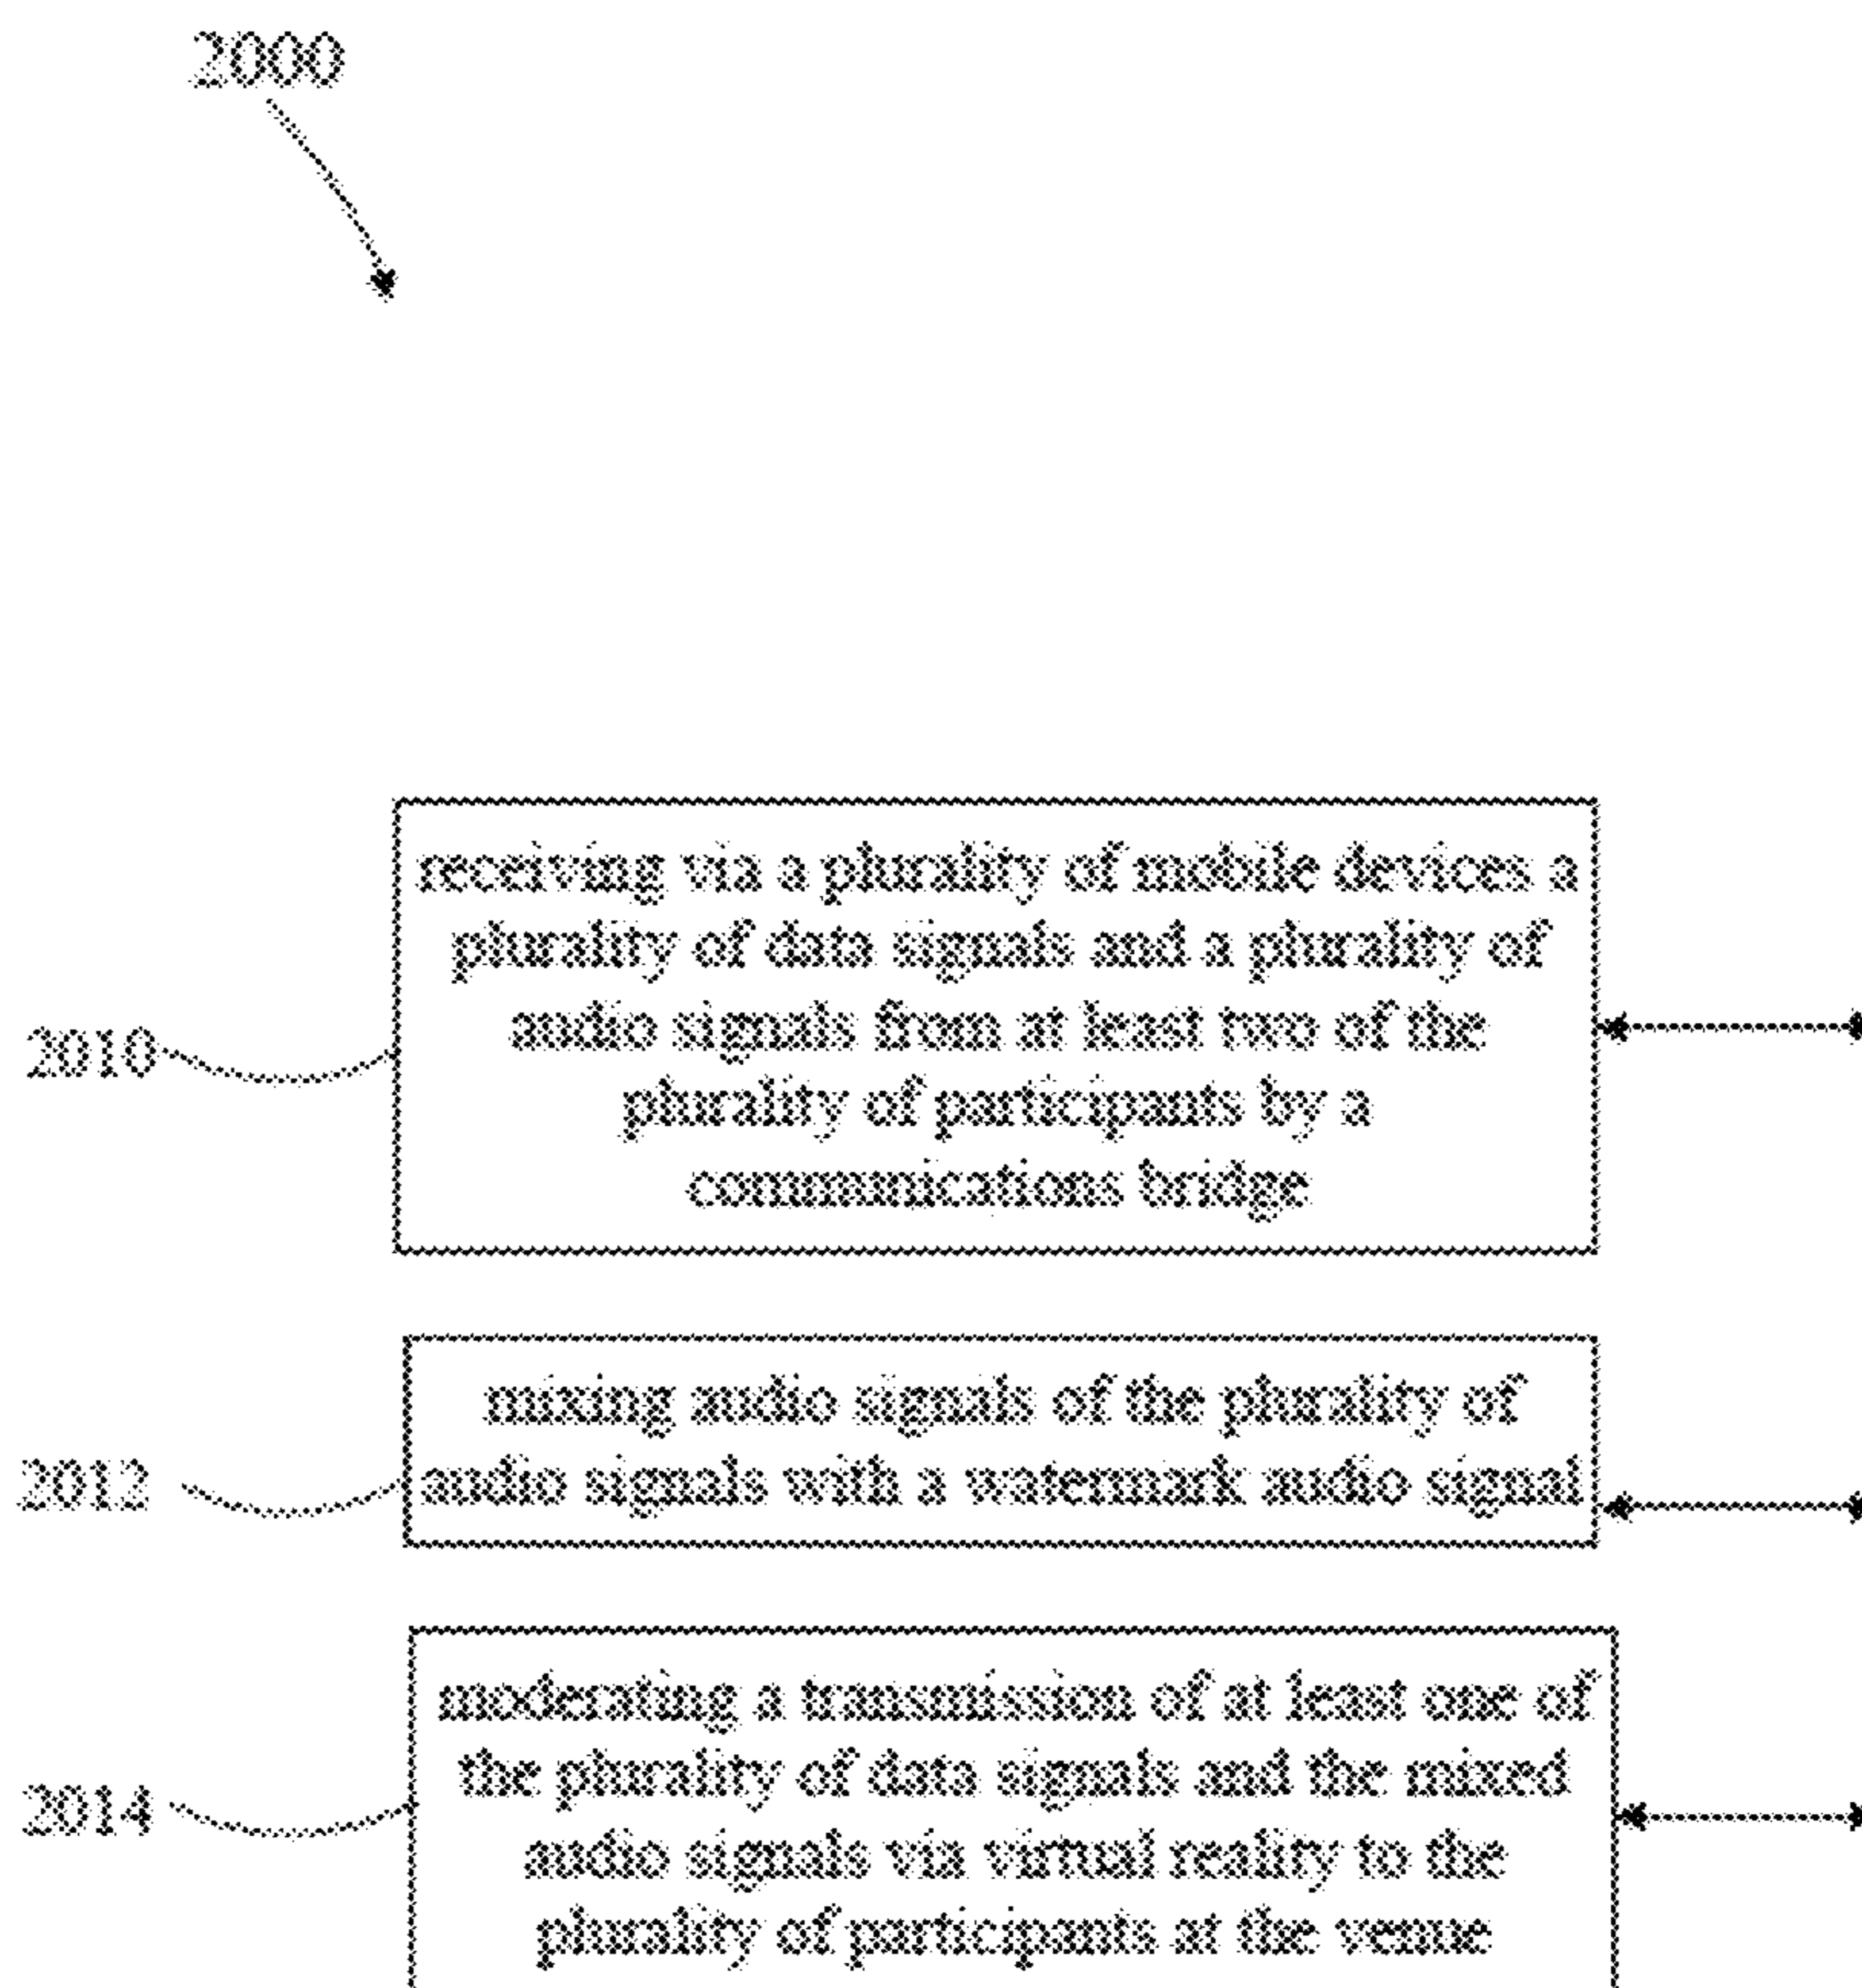 2000
receiving via a plurality of mobile devices a
plurality of data signals and a plurality of
audio signals from at least two of the
plurality of participants by a
communications bridge
2010
mixing audio signals of the plurality of
audio signals with a watermark audio signal
2012
moderating a transmission of at least one of
the plurality of data signals and the mixed
audio signals via virtual reality to the
plurality of participants at the venue
2014